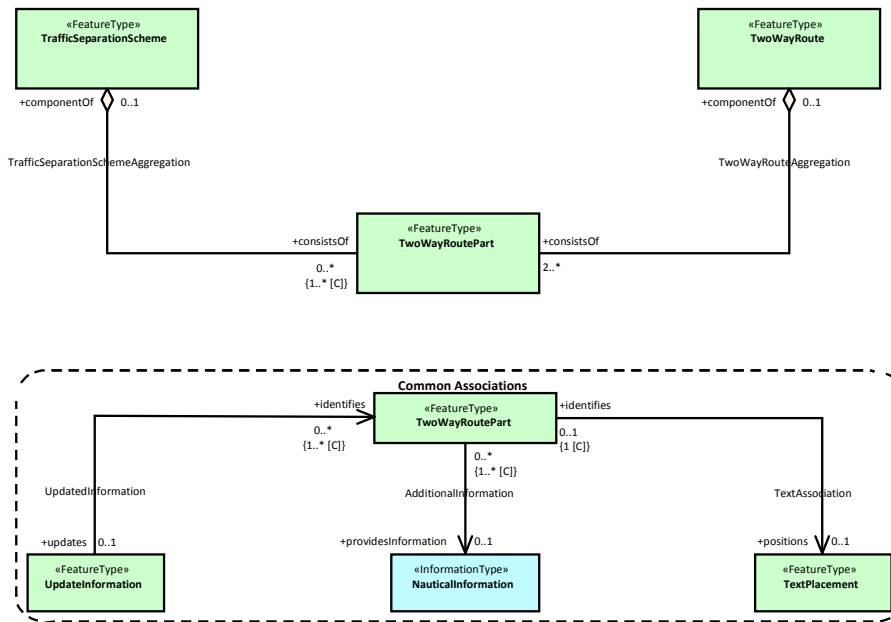 «FeatureType»
TrafficSeparationScheme
«FeatureType»
TwoWayRoute
+componentOf 0..1
+componentOf 0..1
TrafficSeparationSchemeAggregation
TwoWayRouteAggregation
«FeatureType»
TwoWayRoutePart
+consistsOf
0..*
{1..* [C]}
+consistsOf
2..*
Common Associations
«FeatureType»
TwoWayRoutePart
+identifies
0..*
{1..* [C]}
+identifies
0..1
{1 [C]}
0..*
{1..* [C]}
UpdatedInformation
AdditionalInformation
TextAssociation
+updates 0..1
+providesInformation 0..1
+positions 0..1
«FeatureType»
UpdateInformation
«InformationType»
NauticalInformation
«FeatureType»
TextPlacement